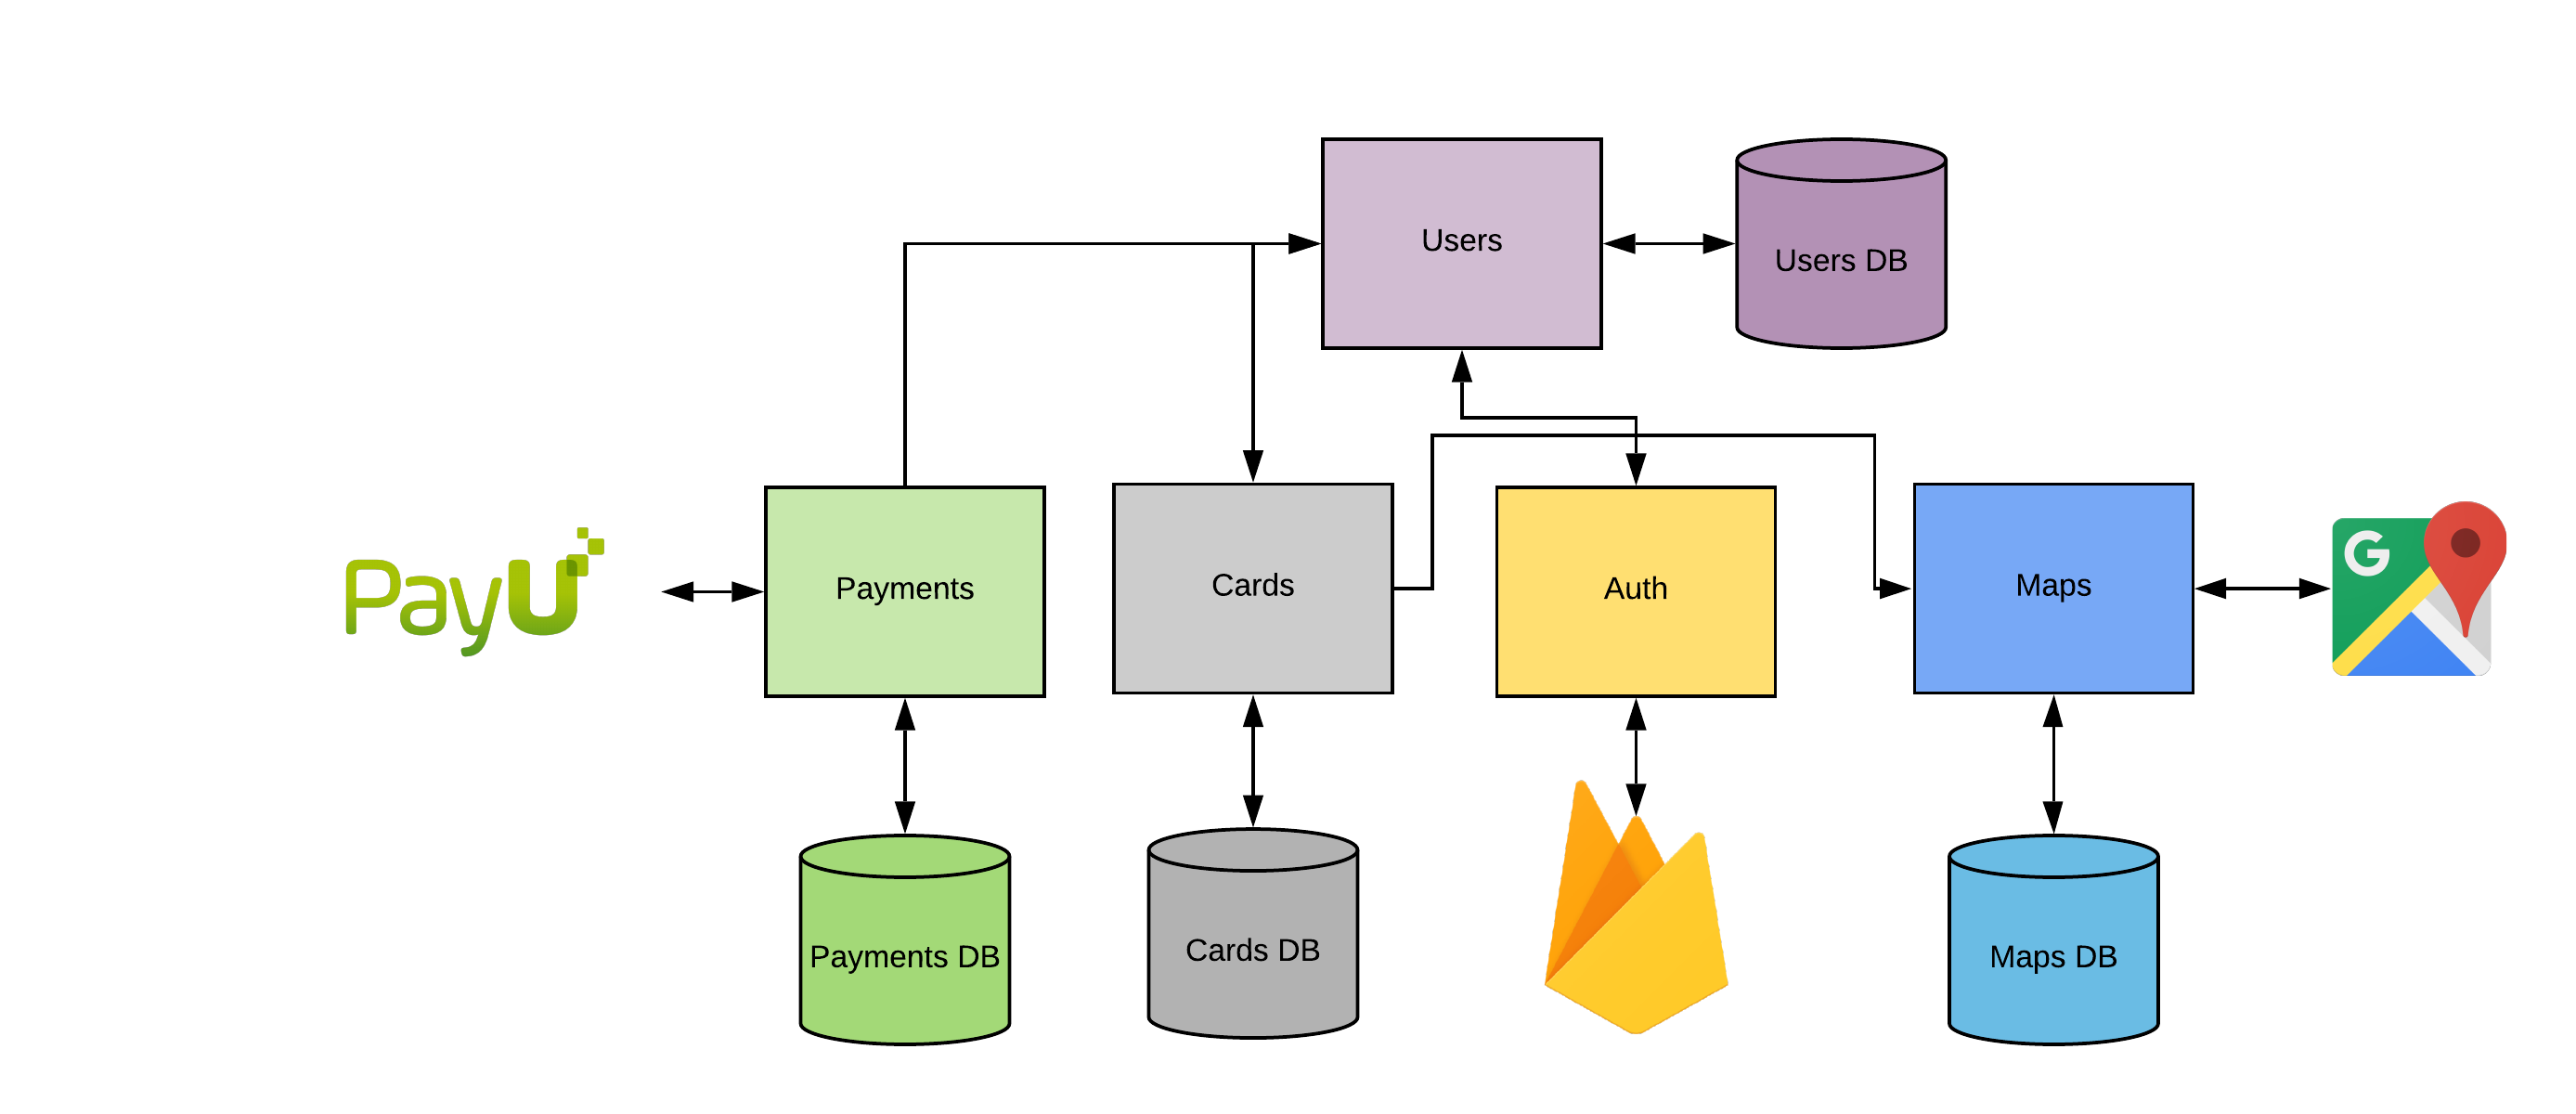 Users
Users DB
PayU
Payments
Cards
Auth
Maps
G
Payments DB
Cards DB
Maps DB